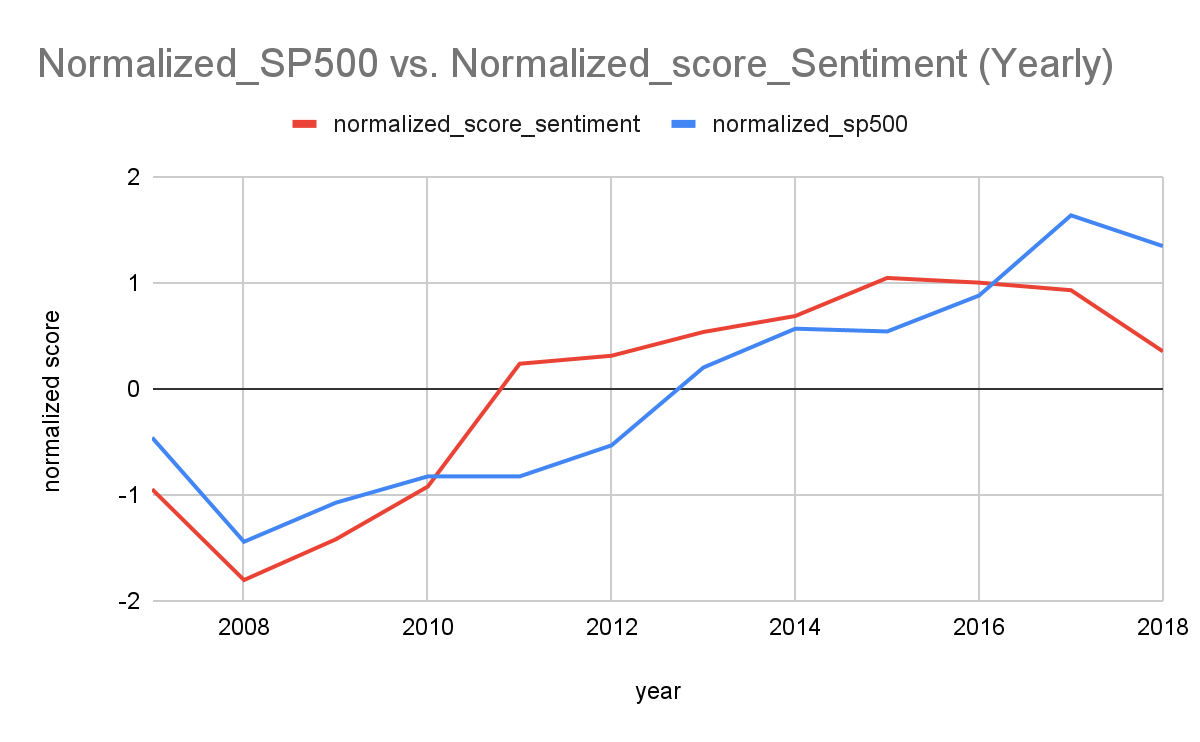 Normalized_SP500 vs. Normalized_score_Sentiment (Yearly)
normalized_score_sentiment normalized_sp500
2
1
0
-1
-2
normalized score
2008 2010 2012 2014 2016 2018
year